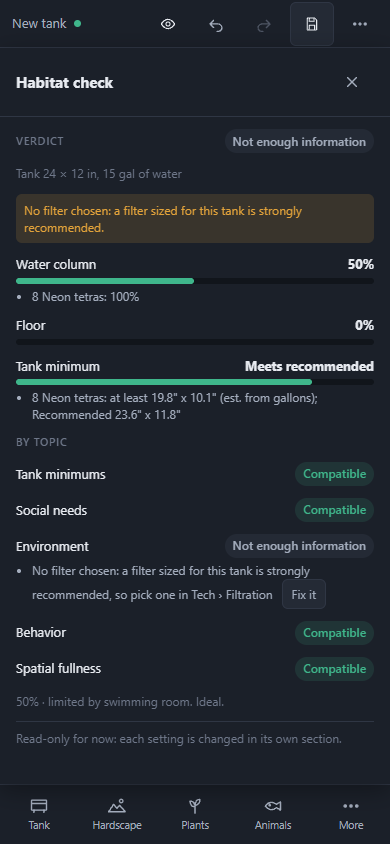 New tank
Habitat check
VERDICT
Not enough information
Tank 24 × 12 in, 15 gal of water
No filter chosen: a filter sized for this tank is strongly
recommended.
Water column
50%
• 8 Neon tetras: 100%
Floor
0%
Tank minimum
Meets recommended
• 8 Neon tetras: at least 19.8" x 10.1" (est. from gallons);
Recommended 23.6" x 11.8"
BY TOPIC
Tank minimums
Compatible
Social needs
Compatible
Environment
Not enough information
• No filter chosen: a filter sized for this tank is strongly
recommended, so pick one in Tech › Filtration
Fix it
Behavior
Compatible
Spatial fullness
Compatible
50% · limited by swimming room. Ideal.
Read-only for now: each setting is changed in its own section.
Tank
Hardscape
Plants
Animals
More